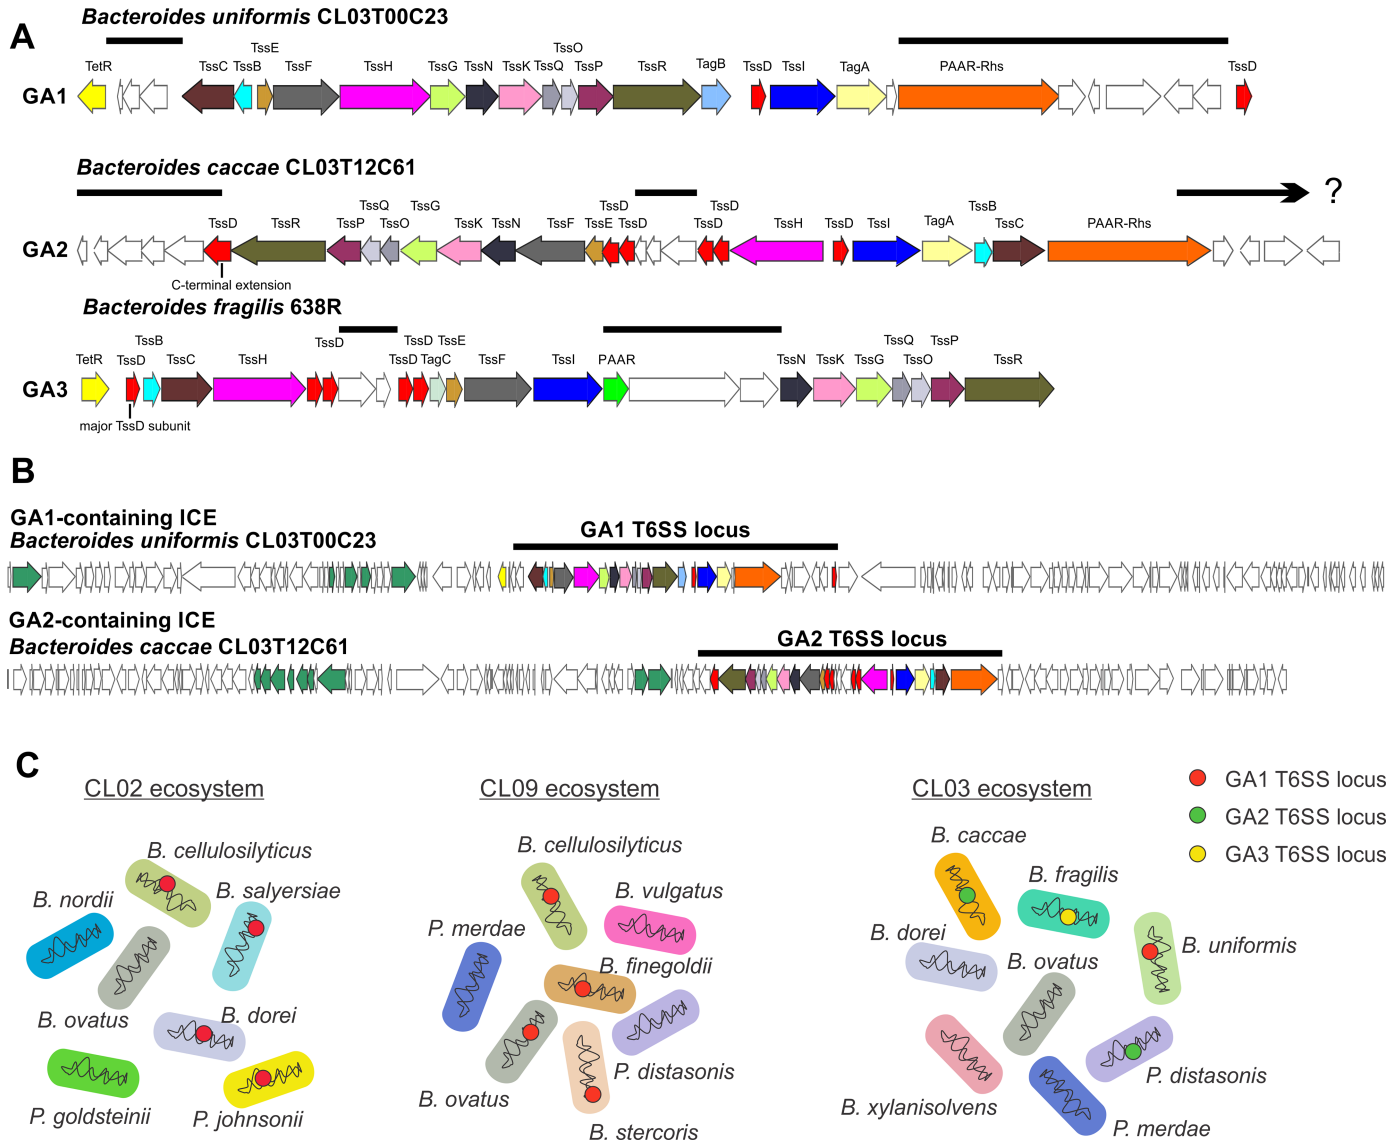 A
Bacteroides uniformis CL03T00C23
TssE TssO
TetR TssC TssB TssF TssH TssG TssN TssK TssQ TssP TssR TagB TssD TssI TagA PAAR-Rhs TssD
GA1
Bacteroides caccae CL03T12C61
?
TssQ TssG TssD TssD TssB
TssD TssR TssP TssO TssK TssN TssF TssE TssD TssD TssH TssD TssI TagA TssC PAAR-Rhs
GA2
C-terminal extension
Bacteroides fragilis 638R
TssB TssD TssD TssE TssQ TssP
TetR TssD TssC TssH TssD TagC TssF TssI PAAR TssN TssK TssG TssO TssR
GA3
major TssD subunit
B
GA1-containing ICE
Bacteroides uniformis CL03T00C23
GA1 T6SS locus
GA2-containing ICE
Bacteroides caccae CL03T12C61
GA2 T6SS locus
C
CL02 ecosystem
B. cellulosilyticus
B. nordii
B. salyersiae
B. ovatus
B. dorei
P. goldsteinii
P. johnsonii
CL09 ecosystem
B. cellulosilyticus
B. vulgatus
P. merdae
B. finegoldii
B. ovatus
P. distasonis
B. stercoris
CL03 ecosystem
B. caccae
B. fragilis
B. dorei
B. ovatus
B. uniformis
P. distasonis
B. xylanisolvens
P. merdae
GA1 T6SS locus
GA2 T6SS locus
GA3 T6SS locus